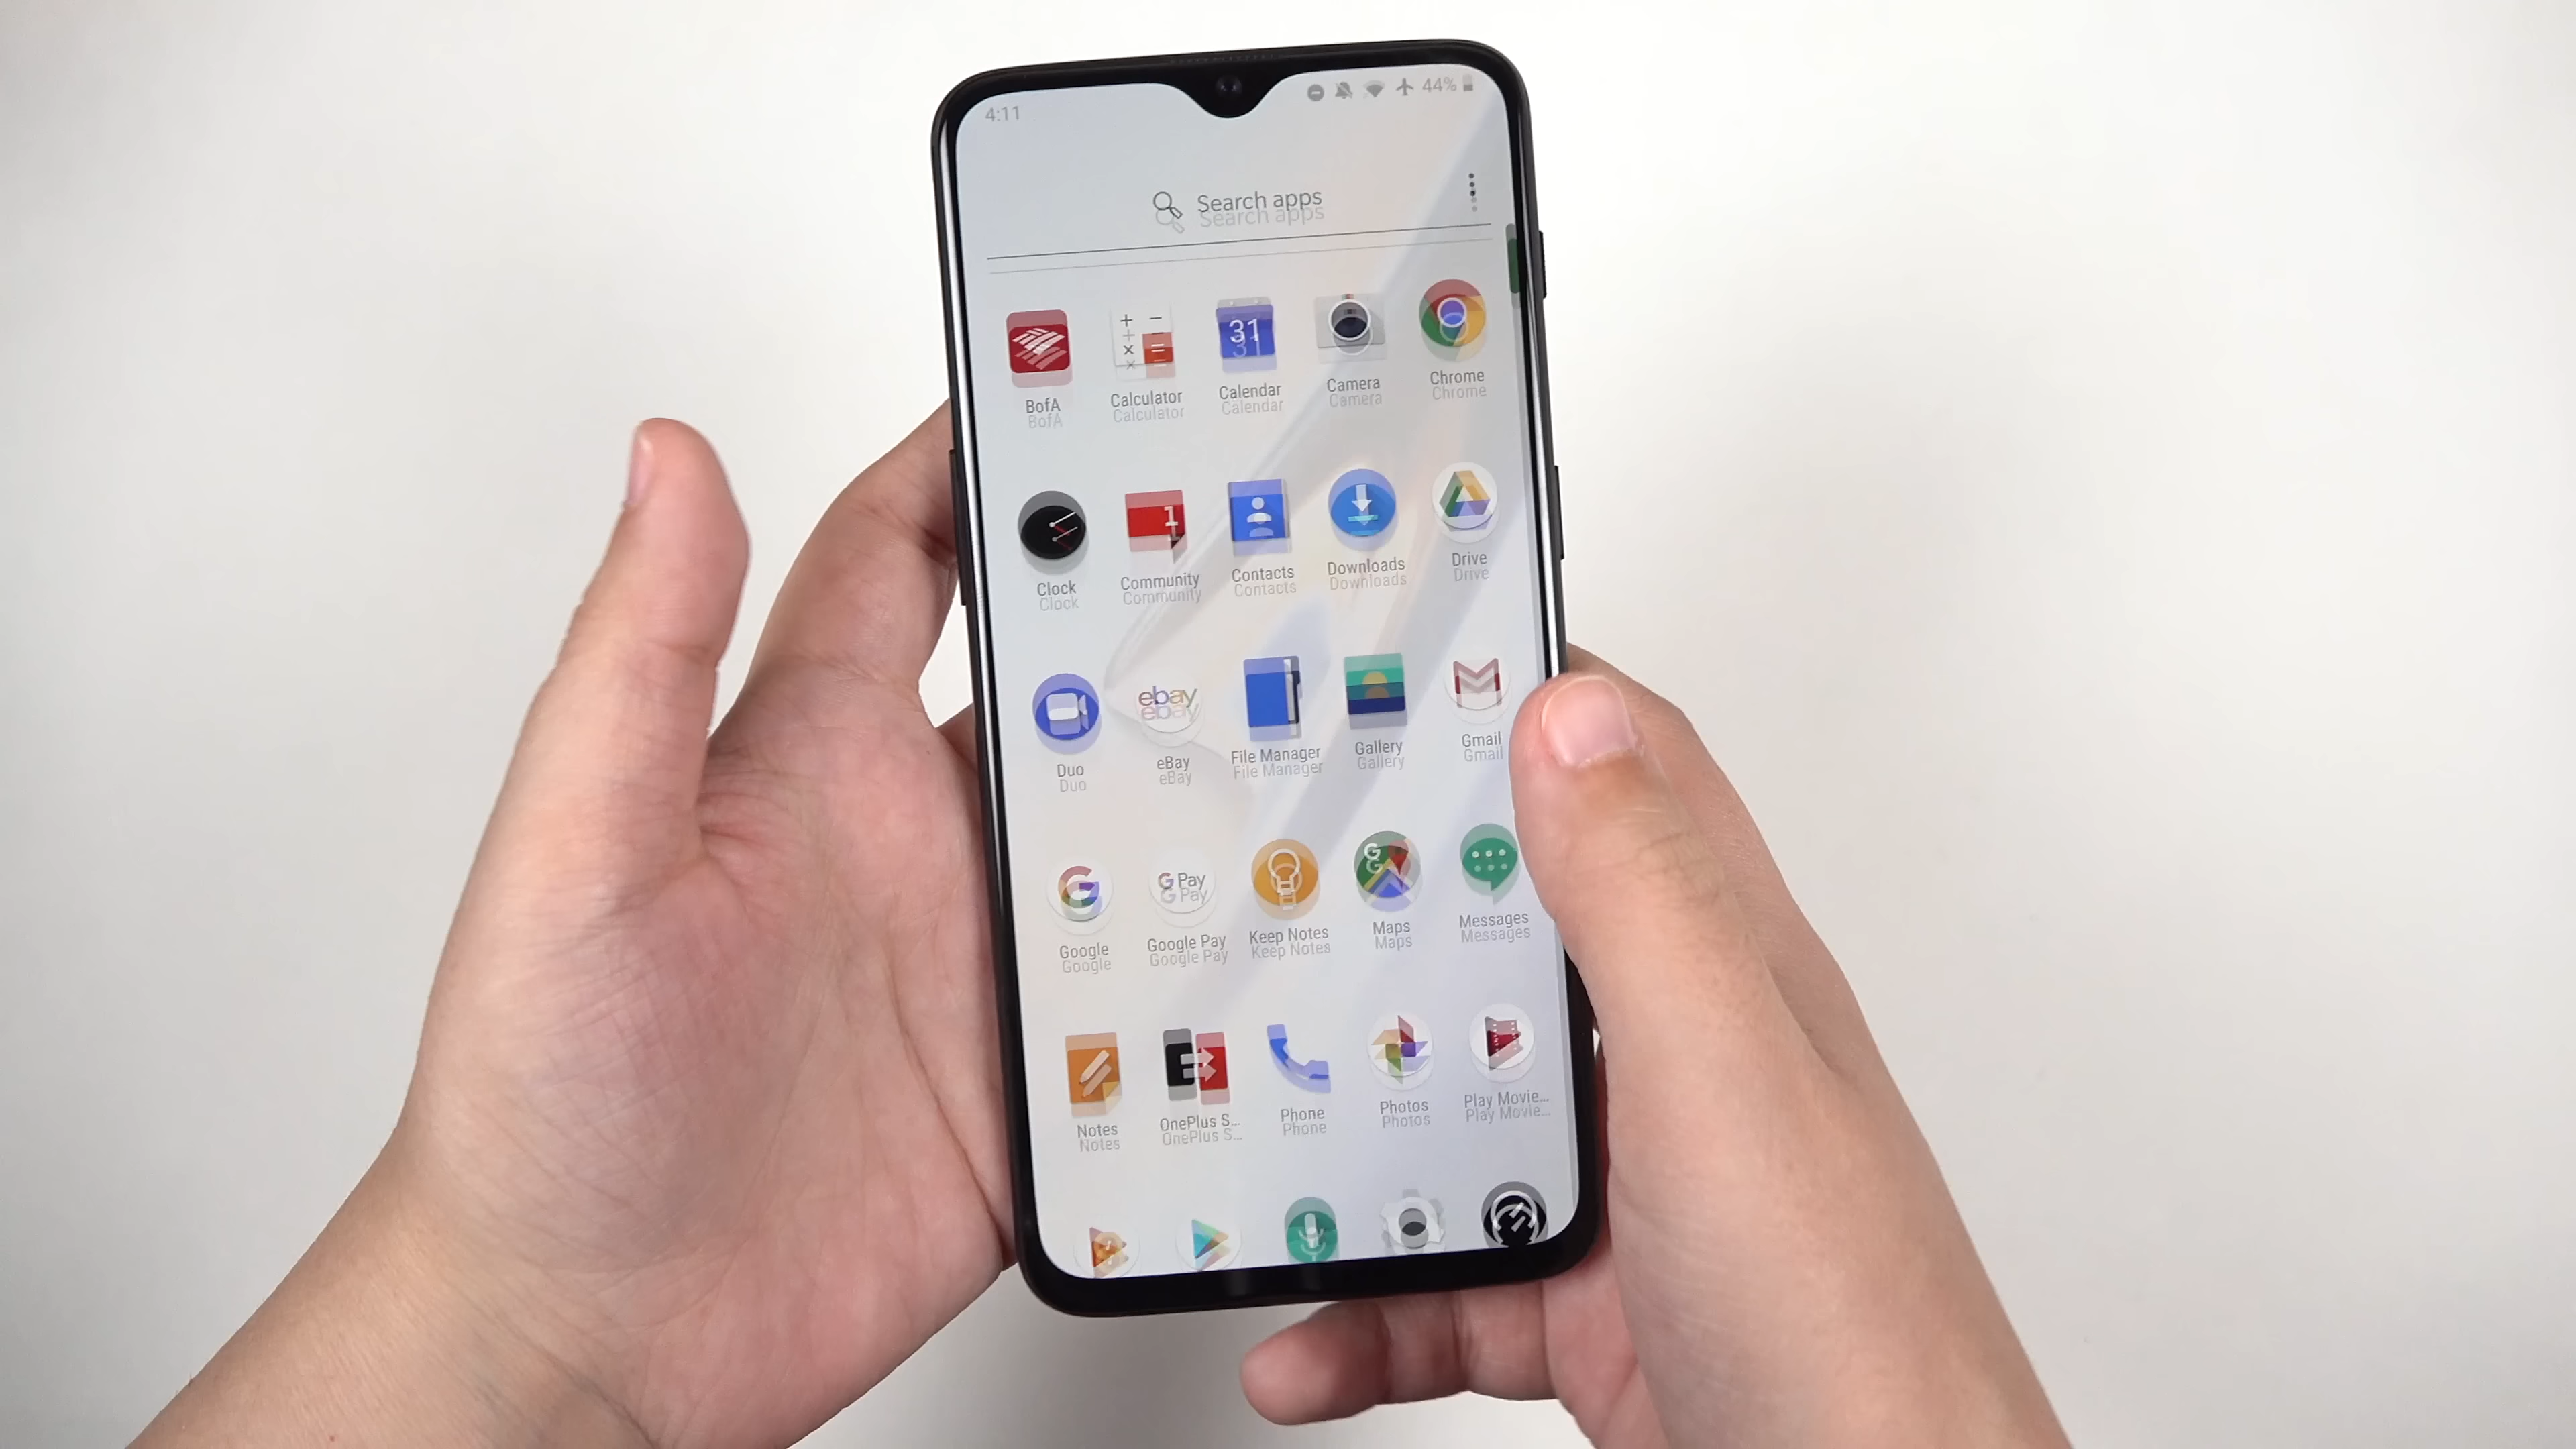 4:11 44%
Search apps
31
BofA Calculator Calendar Camera Chrome
1
Clock Community Contacts Downloads Drive
ebay
Duo eBay File Manager Gallery Gmail
G Pay G
Google Google Pay Keep Notes Maps Messages
Notes OnePlus S... Phone Photos Play Movie...